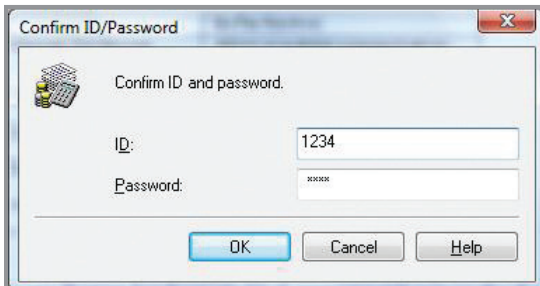 Confirm ID/Password
Confirm ID and password.
ID: 1234
Password: ****
OK Cancel Help